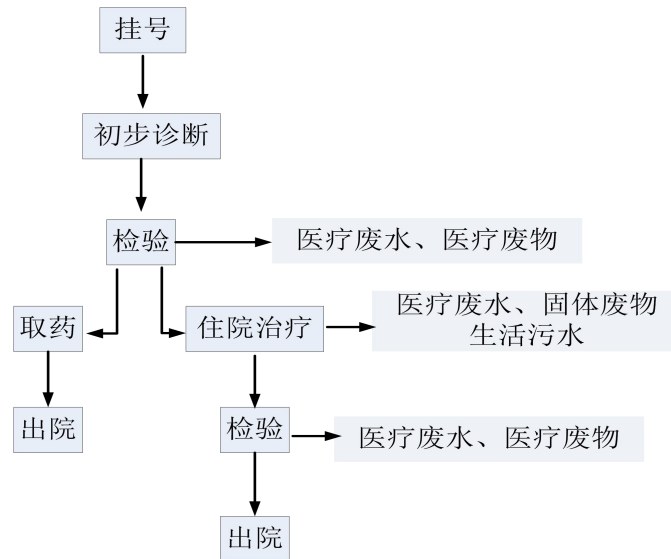 挂号
初步诊断
检验
医疗废水、医疗废物
取药
住院治疗
医疗废水、固体废物
生活污水
出院
检验
医疗废水、医疗废物
出院